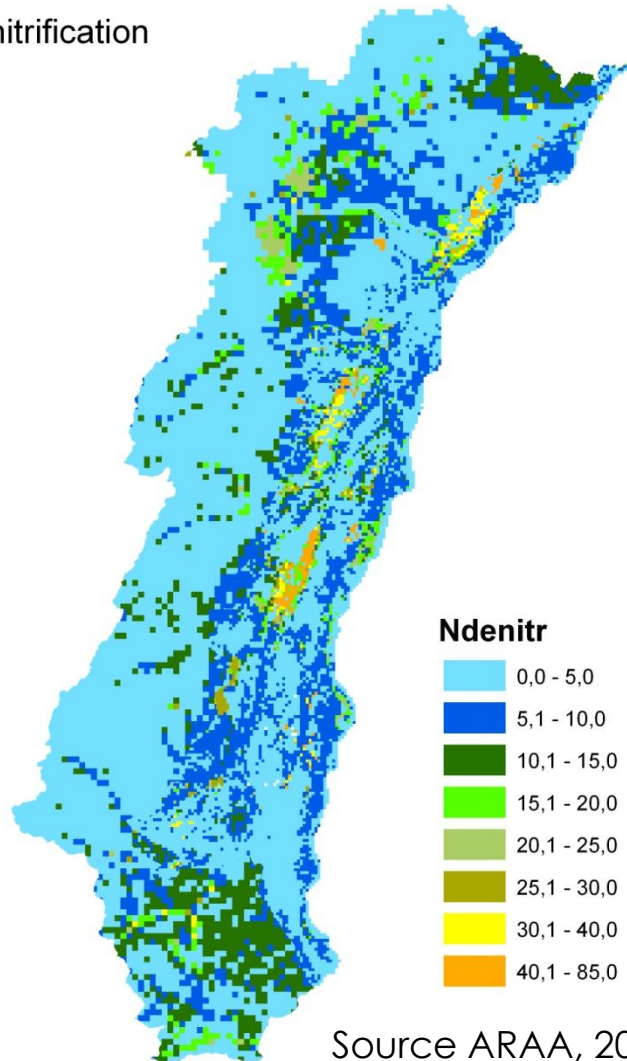 nitrification
Ndenitr
0,0 - 5,0
5,1 - 10,0
10,1 - 15,0
15,1 - 20,0
20,1 - 25,0
25,1 - 30,0
30,1 - 40,0
40,1 - 85,0
Source ARAA, 20